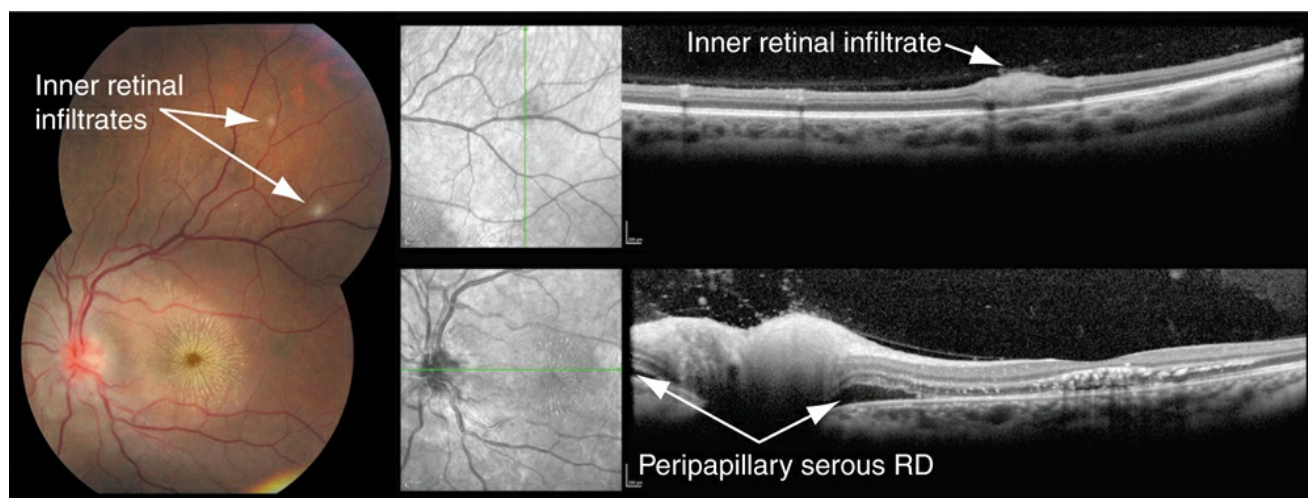 Inner retinal
infiltrates
Inner retinal infiltrate
Peripapillary serous RD